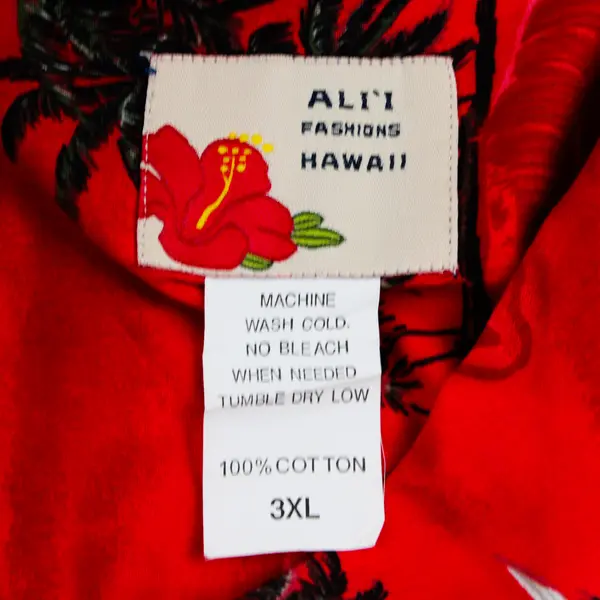 ALI'I
FASHIONS
HAWAII
MACHINE
WASH COLD.
NO BLEACH
WHEN NEEDED
TUMBLE DRY LOW
100% COTTON
3XL